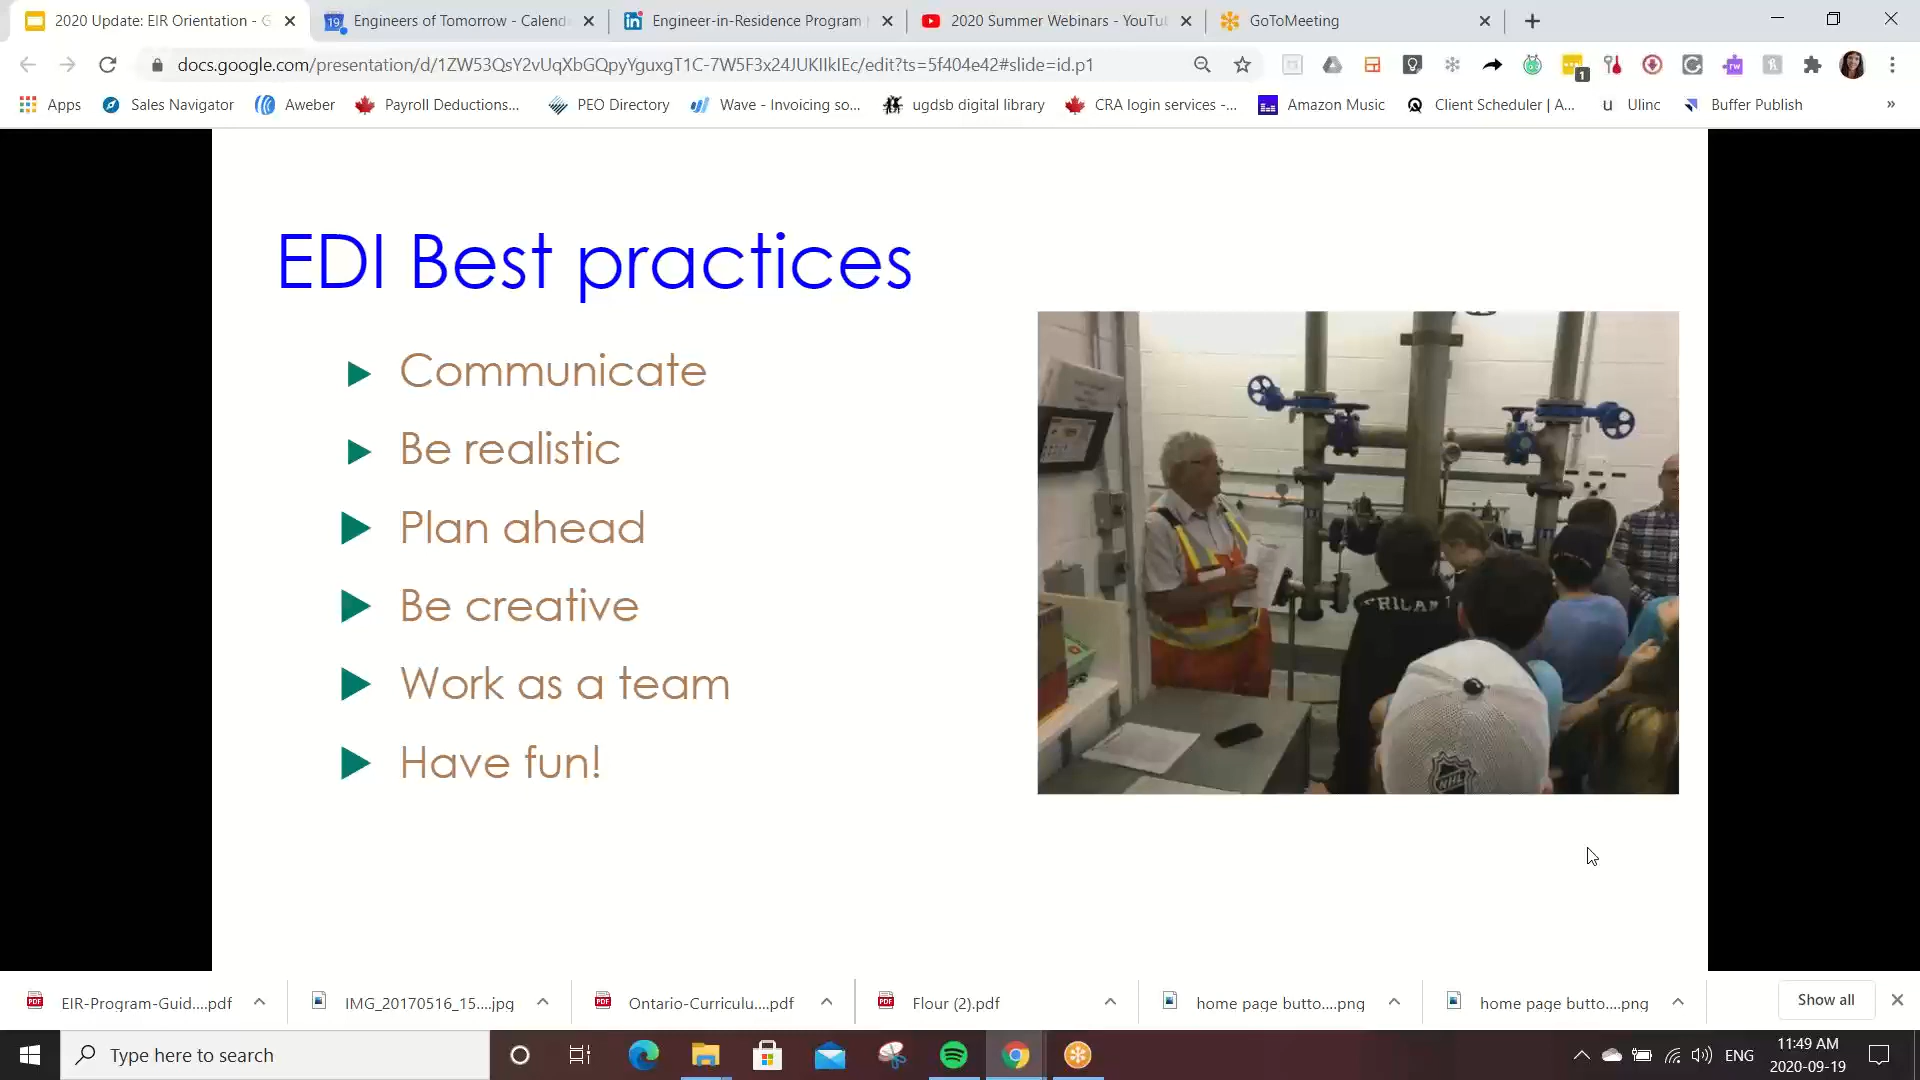 2020 Update: EIR Orientation - G
Engineers of Tomorrow - Calend
Engineer-in-Residence Program
2020 Summer Webinars - YouTu
GoToMeeting
docs.google.com/presentation/d/1ZW53QsY2vUqXbGQpyYguxgT1C-7W5F3x24JUKIIkIEc/edit?ts=5f404e42#slide=id.p1
Apps
Sales Navigator
Aweber
Payroll Deductions...
PEO Directory
Wave - Invoicing so...
ugdsb digital library
CRA login services -...
Amazon Music
Client Scheduler | A...
u Ulinc
Buffer Publish
»
EDI Best practices
Communicate
Be realistic
Plan ahead
Be creative
Work as a team
Have fun!
NHL
EIR-Program-Guid....pdf
IMG_20170516_15....jpg
Ontario-Curriculu....pdf
Flour (2).pdf
home page butto....png
home page butto....png
Show all
Type here to search
ENG
11:49 AM
2020-09-19